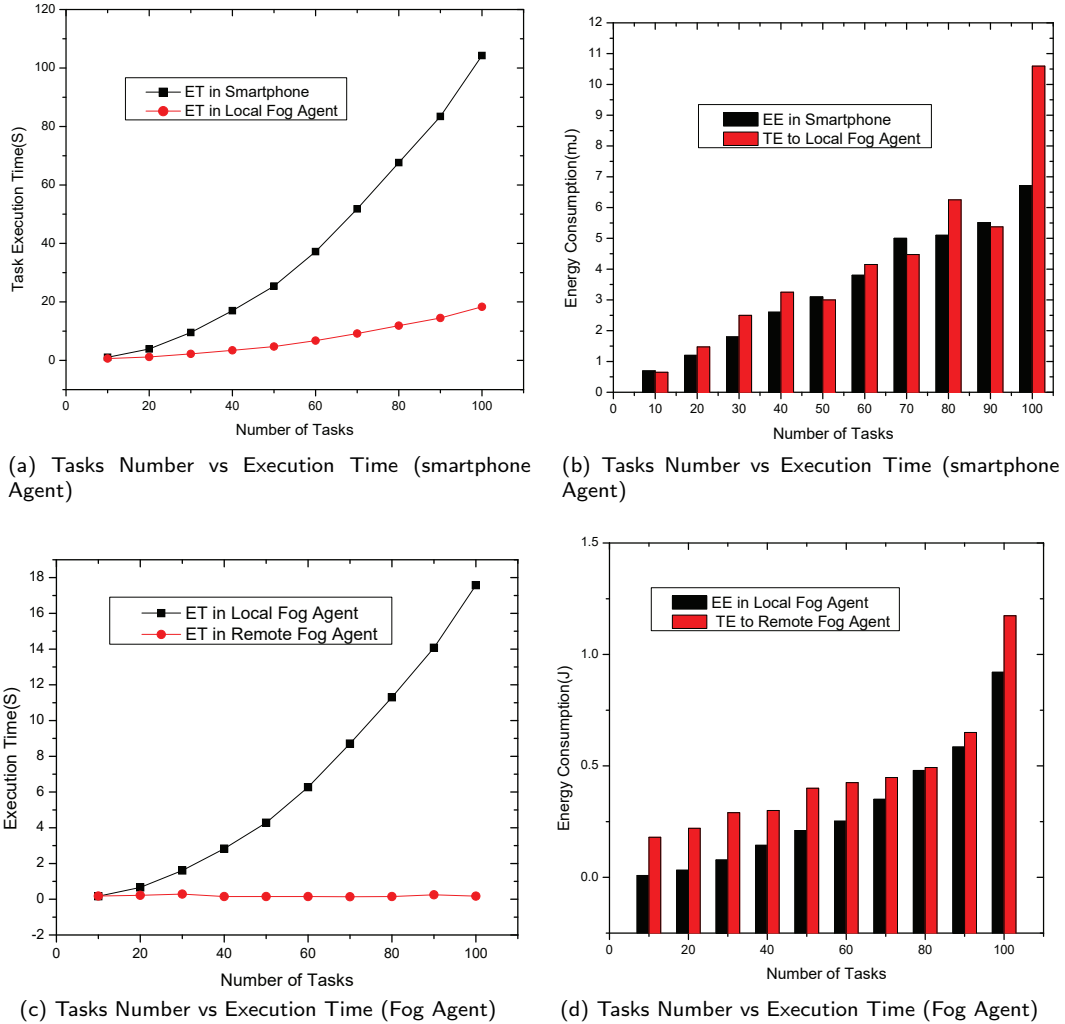 120
100
80
60
40
20
0
Task Execution Time(S)
ET in Smartphone
ET in Local Fog Agent
0 20 40 60 80 100
Number of Tasks
(a) Tasks Number vs Execution Time (smartphone
Agent)
12
11
10
9
8
7
6
5
4
3
2
1
0
Energy Consumption(mJ)
EE in Smartphone
TE to Local Fog Agent
0 10 20 30 40 50 60 70 80 90 100
Number of Tasks
(b) Tasks Number vs Execution Time (smartphone
Agent)
18
16
14
12
10
8
6
4
2
0
-2
Execution Time(S)
ET in Local Fog Agent
ET in Remote Fog Agent
0 20 40 60 80 100
Number of Tasks
(c) Tasks Number vs Execution Time (Fog Agent)
1.5
1.0
0.5
0.0
Energy Consumption(J)
EE in Local Fog Agent
TE to Remote Fog Agent
0 20 40 60 80 100
Number of Tasks
(d) Tasks Number vs Execution Time (Fog Agent)